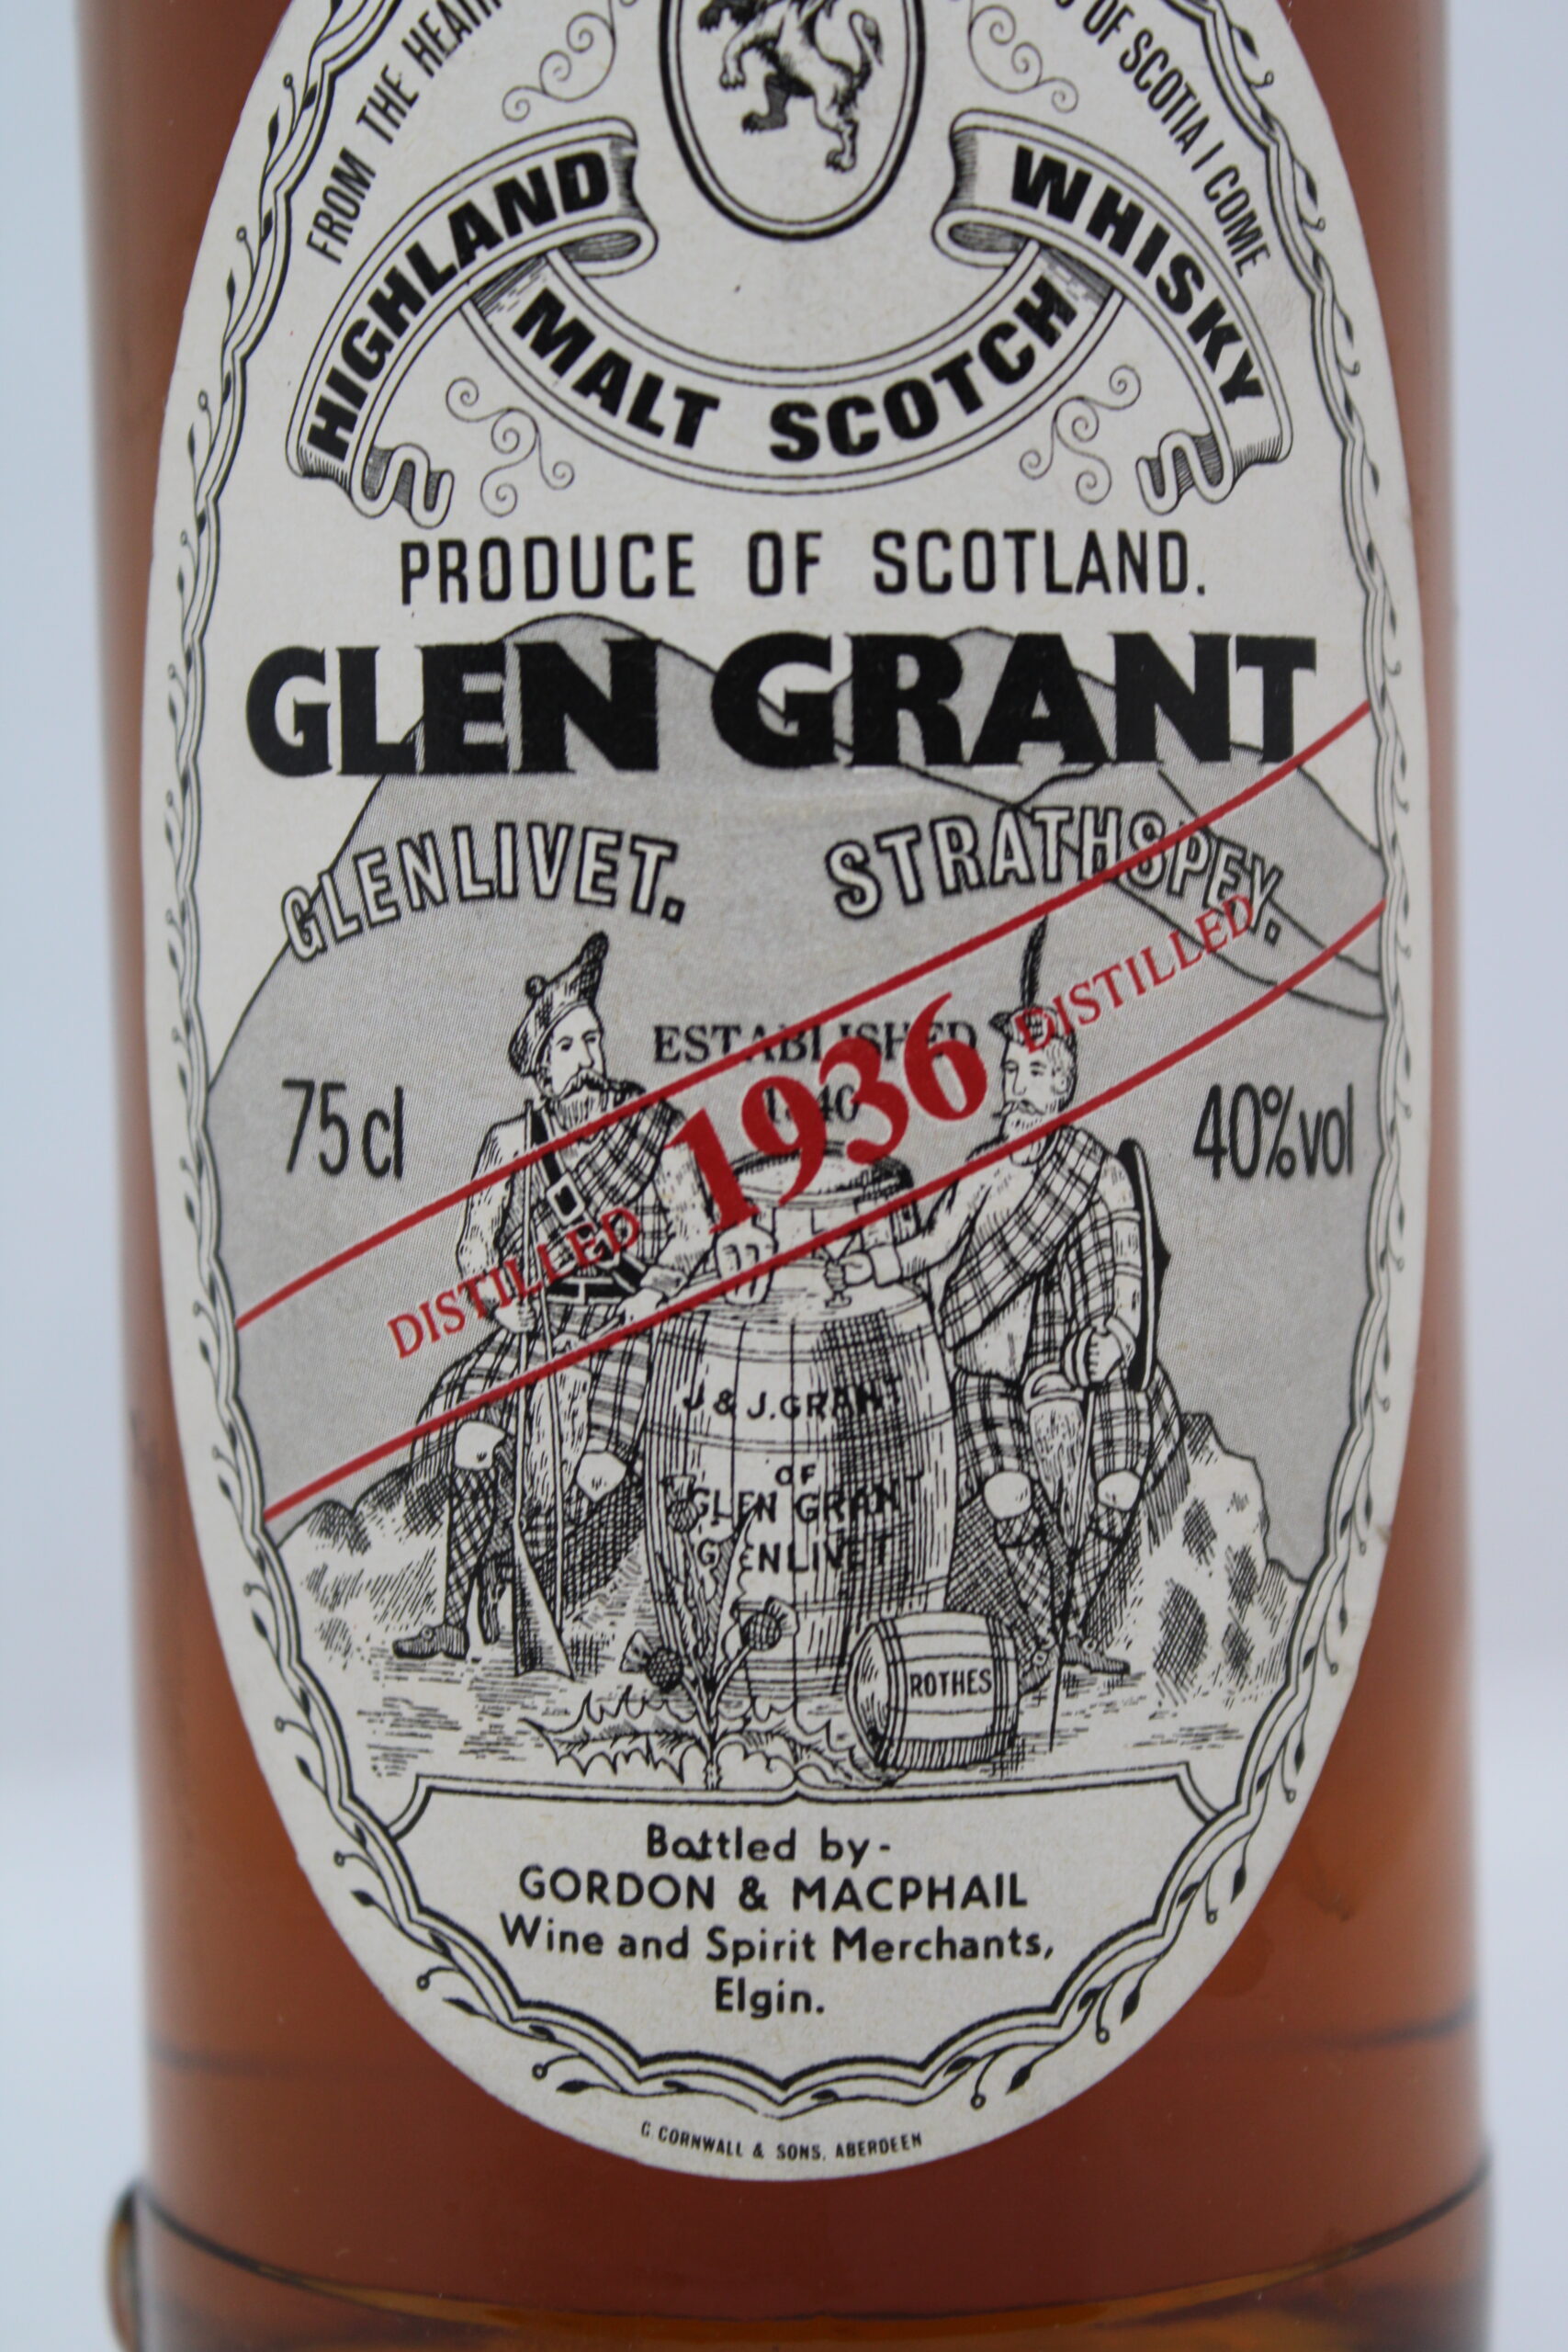 FROM THE
OF SCOTIA I COME
HIGHLAND
MALT SCOTCH
WHISKY
PRODUCE OF SCOTLAND.
GLEN GRANT
GLENLIVET. STRATHSPEY.
ESTABLISHED
DISTILLED 1936 DISTILLED
75cl
40%vol
J & J. GRANT
OF
GLEN GRANT
GLENLIVET
ROTHES
Bottled by-
GORDON & MACPHAIL
Wine and Spirit Merchants,
Elgin.
G. CORNWALL & SONS, ABERDEEN